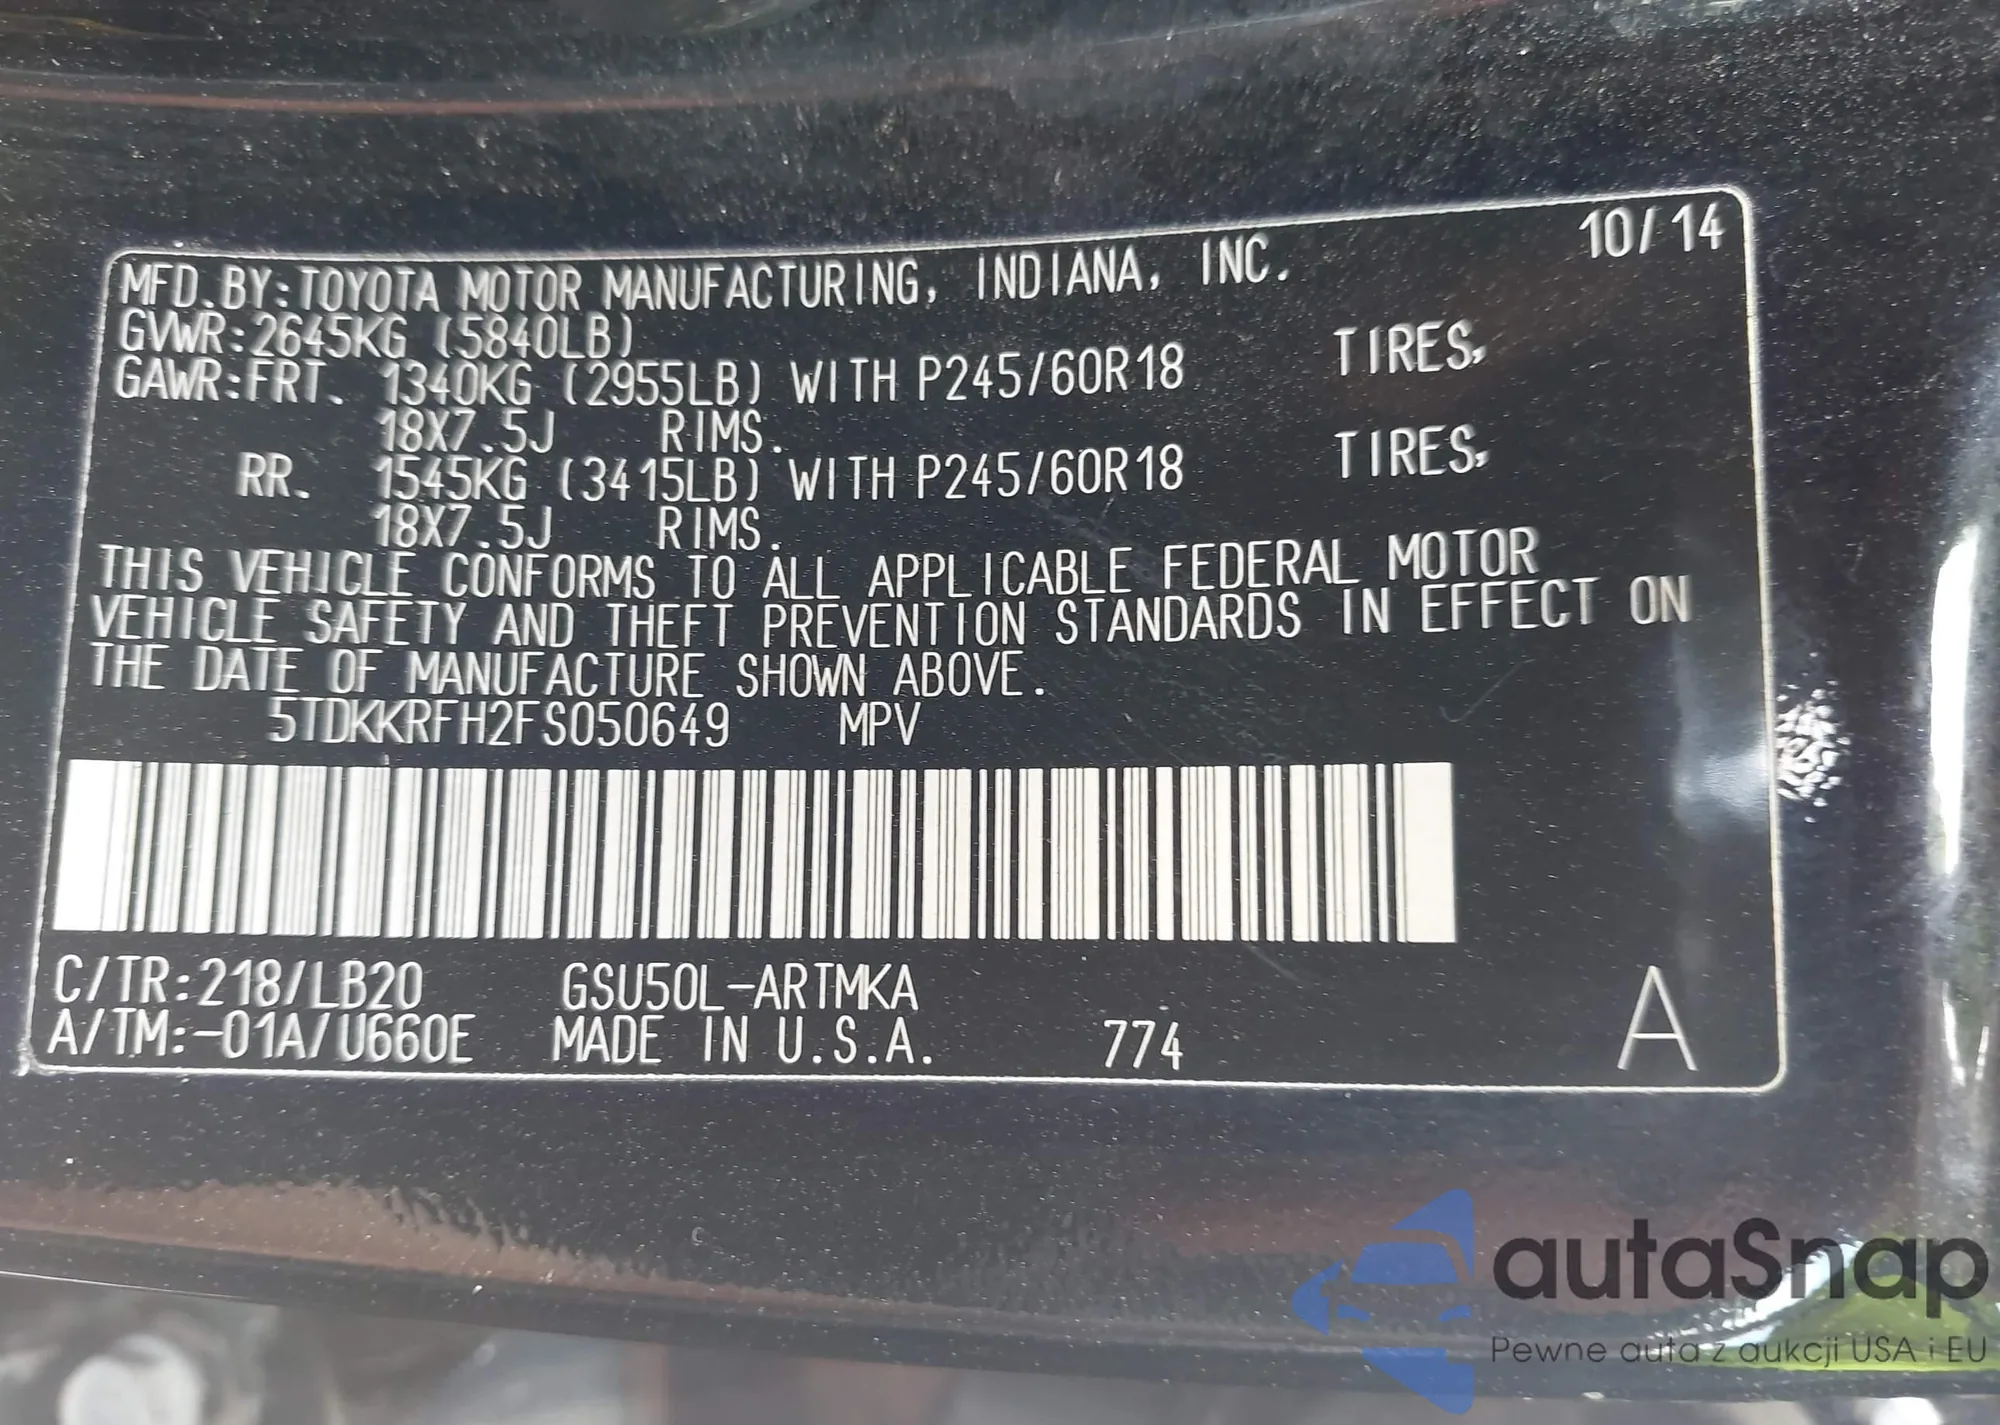 10/14
MFD.BY:TOYOTA MOTOR MANUFACTURING, INDIANA, INC.
GVWR:2645KG (5840LB)
GAWR:FRT. 1340KG (2955LB) WITH P245/60R18 TIRES,
18X7.5J RIMS.
RR. 1545KG (3415LB) WITH P245/60R18 TIRES,
18X7.5J RIMS.
THIS VEHICLE CONFORMS TO ALL APPLICABLE FEDERAL MOTOR
VEHICLE SAFETY AND THEFT PREVENTION STANDARDS IN EFFECT ON
THE DATE OF MANUFACTURE SHOWN ABOVE.
5TDKKRFH2FS050649 MPV
C/TR:218/LB20 GSU50L-ARTMKA
A/TM:-01A/U660E MADE IN U.S.A. 774 A
autaSnap
Pewne auta z aukcji USA i EU